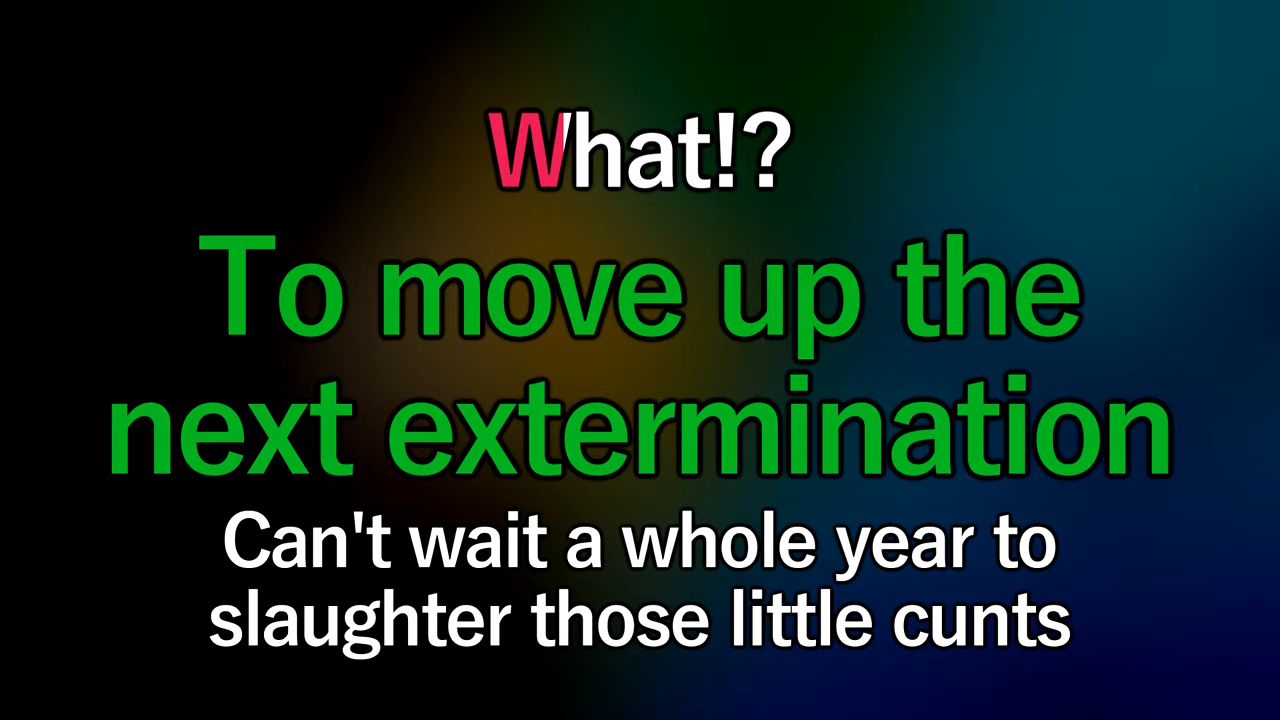 What!?
To move up the
next extermination
Can't wait a whole year to
slaughter those little cunts